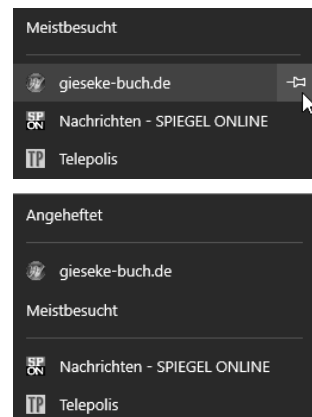 Meistbesucht
gieseke-buch.de
SP ON Nachrichten - SPIEGEL ONLINE
TP Telepolis
Angeheftet
gieseke-buch.de
Meistbesucht
SP ON Nachrichten - SPIEGEL ONLINE
TP Telepolis